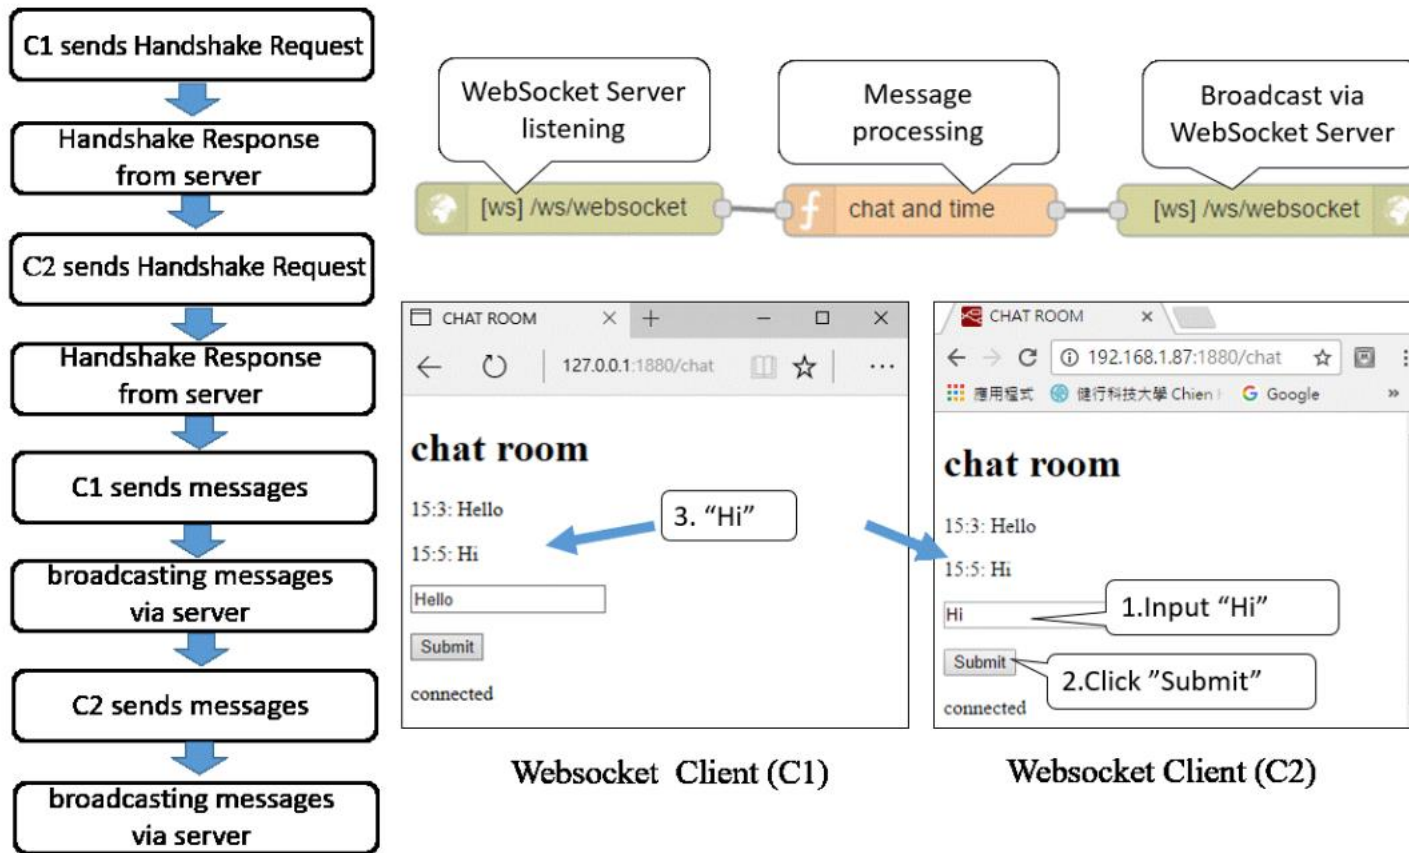 C1 sends Handshake Request
Handshake Response
from server
C2 sends Handshake Request
Handshake Response
from server
C1 sends messages
broadcasting messages
via server
C2 sends messages
broadcasting messages
via server
WebSocket Server
listening
Message
processing
Broadcast via
WebSocket Server
[ws] /ws/websocket
chat and time
[ws] /ws/websocket
CHAT ROOM
127.0.0.1:1880/chat
chat room
15:3: Hello
15:5: Hi
3. “Hi”
Hello
Submit
connected
Websocket Client (C1)
CHAT ROOM
192.168.1.87:1880/chat
應用程式 健行科技大學 Chien Google
chat room
15:3: Hello
15:5: Hi
Hi
1.Input “Hi”
Submit
2.Click ”Submit”
connected
Websocket Client (C2)